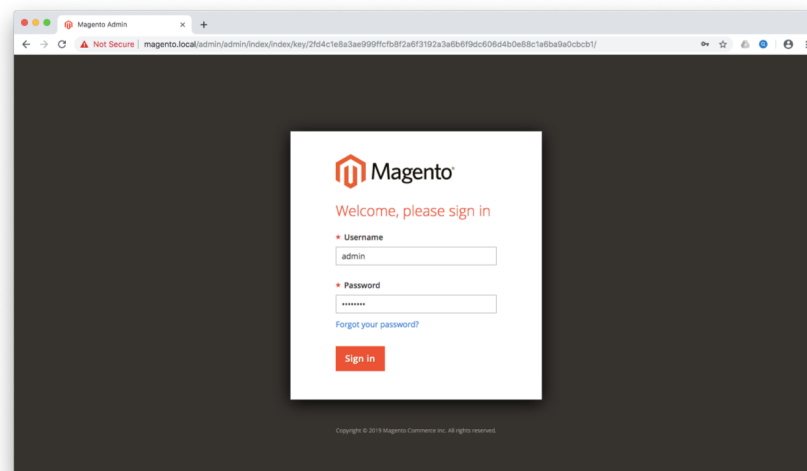 Magento Admin
Not Secure magento.local/admin/admin/index/index/key/2fd4c1e8a3ae999ffcfb8f2a6f3192a3a6b6f9dc606d4b0e88c1a6ba9a0cbcb1/
Magento
Welcome, please sign in
* Username
admin
* Password
••••••••
Forgot your password?
Sign in
Copyright © 2019 Magento Commerce Inc. All rights reserved.